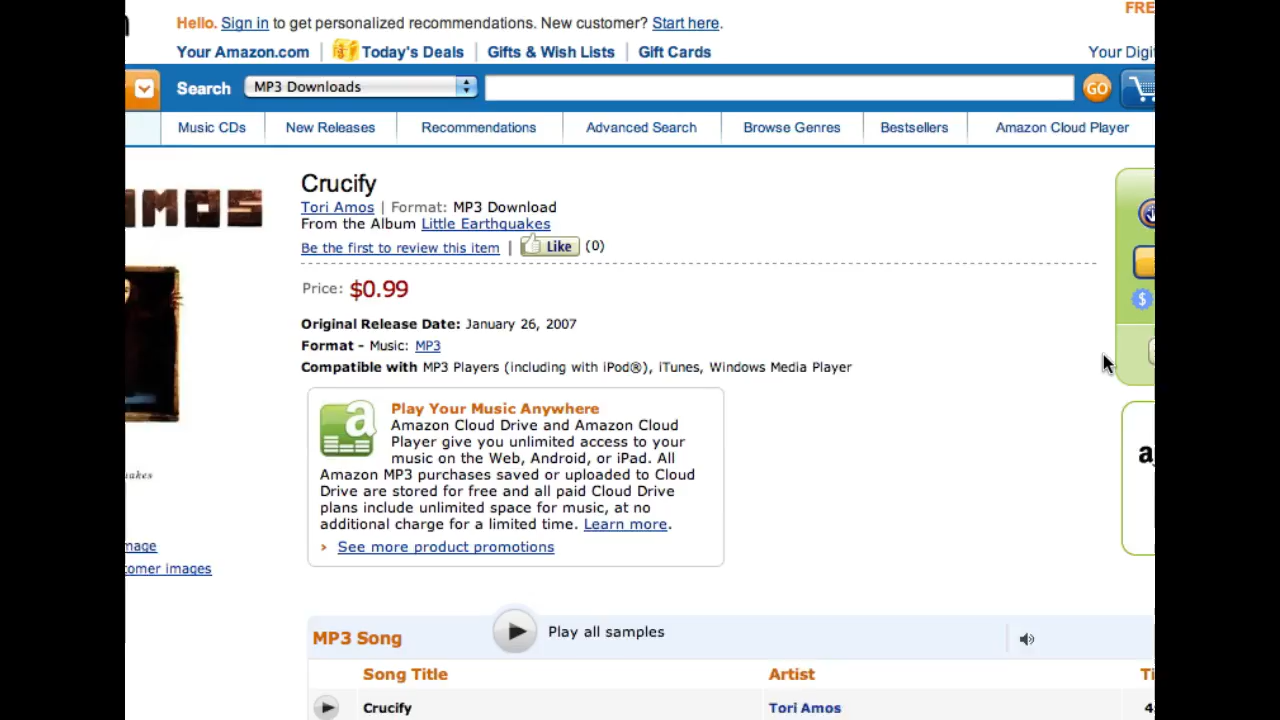 Hello. Sign in to get personalized recommendations. New customer? Start here.
FRE
Your Amazon.com Today's Deals Gifts & Wish Lists Gift Cards
Your Digi
Search MP3 Downloads GO
Music CDs New Releases Recommendations Advanced Search Browse Genres Bestsellers Amazon Cloud Player
MOS
Crucify
Tori Amos | Format: MP3 Download
From the Album Little Earthquakes
Be the first to review this item | Like (0)
Price: $0.99
Original Release Date: January 26, 2007
Format - Music: MP3
Compatible with MP3 Players (including with iPod®), iTunes, Windows Media Player
Play Your Music Anywhere
Amazon Cloud Drive and Amazon Cloud
Player give you unlimited access to your
music on the Web, Android, or iPad. All
Amazon MP3 purchases saved or uploaded to Cloud
Drive are stored for free and all paid Cloud Drive
plans include unlimited space for music, at no
additional charge for a limited time. Learn more.
› See more product promotions
uakes
mage
tomer images
$
a
MP3 Song Play all samples
Song Title Artist Ti
Crucify Tori Amos 4